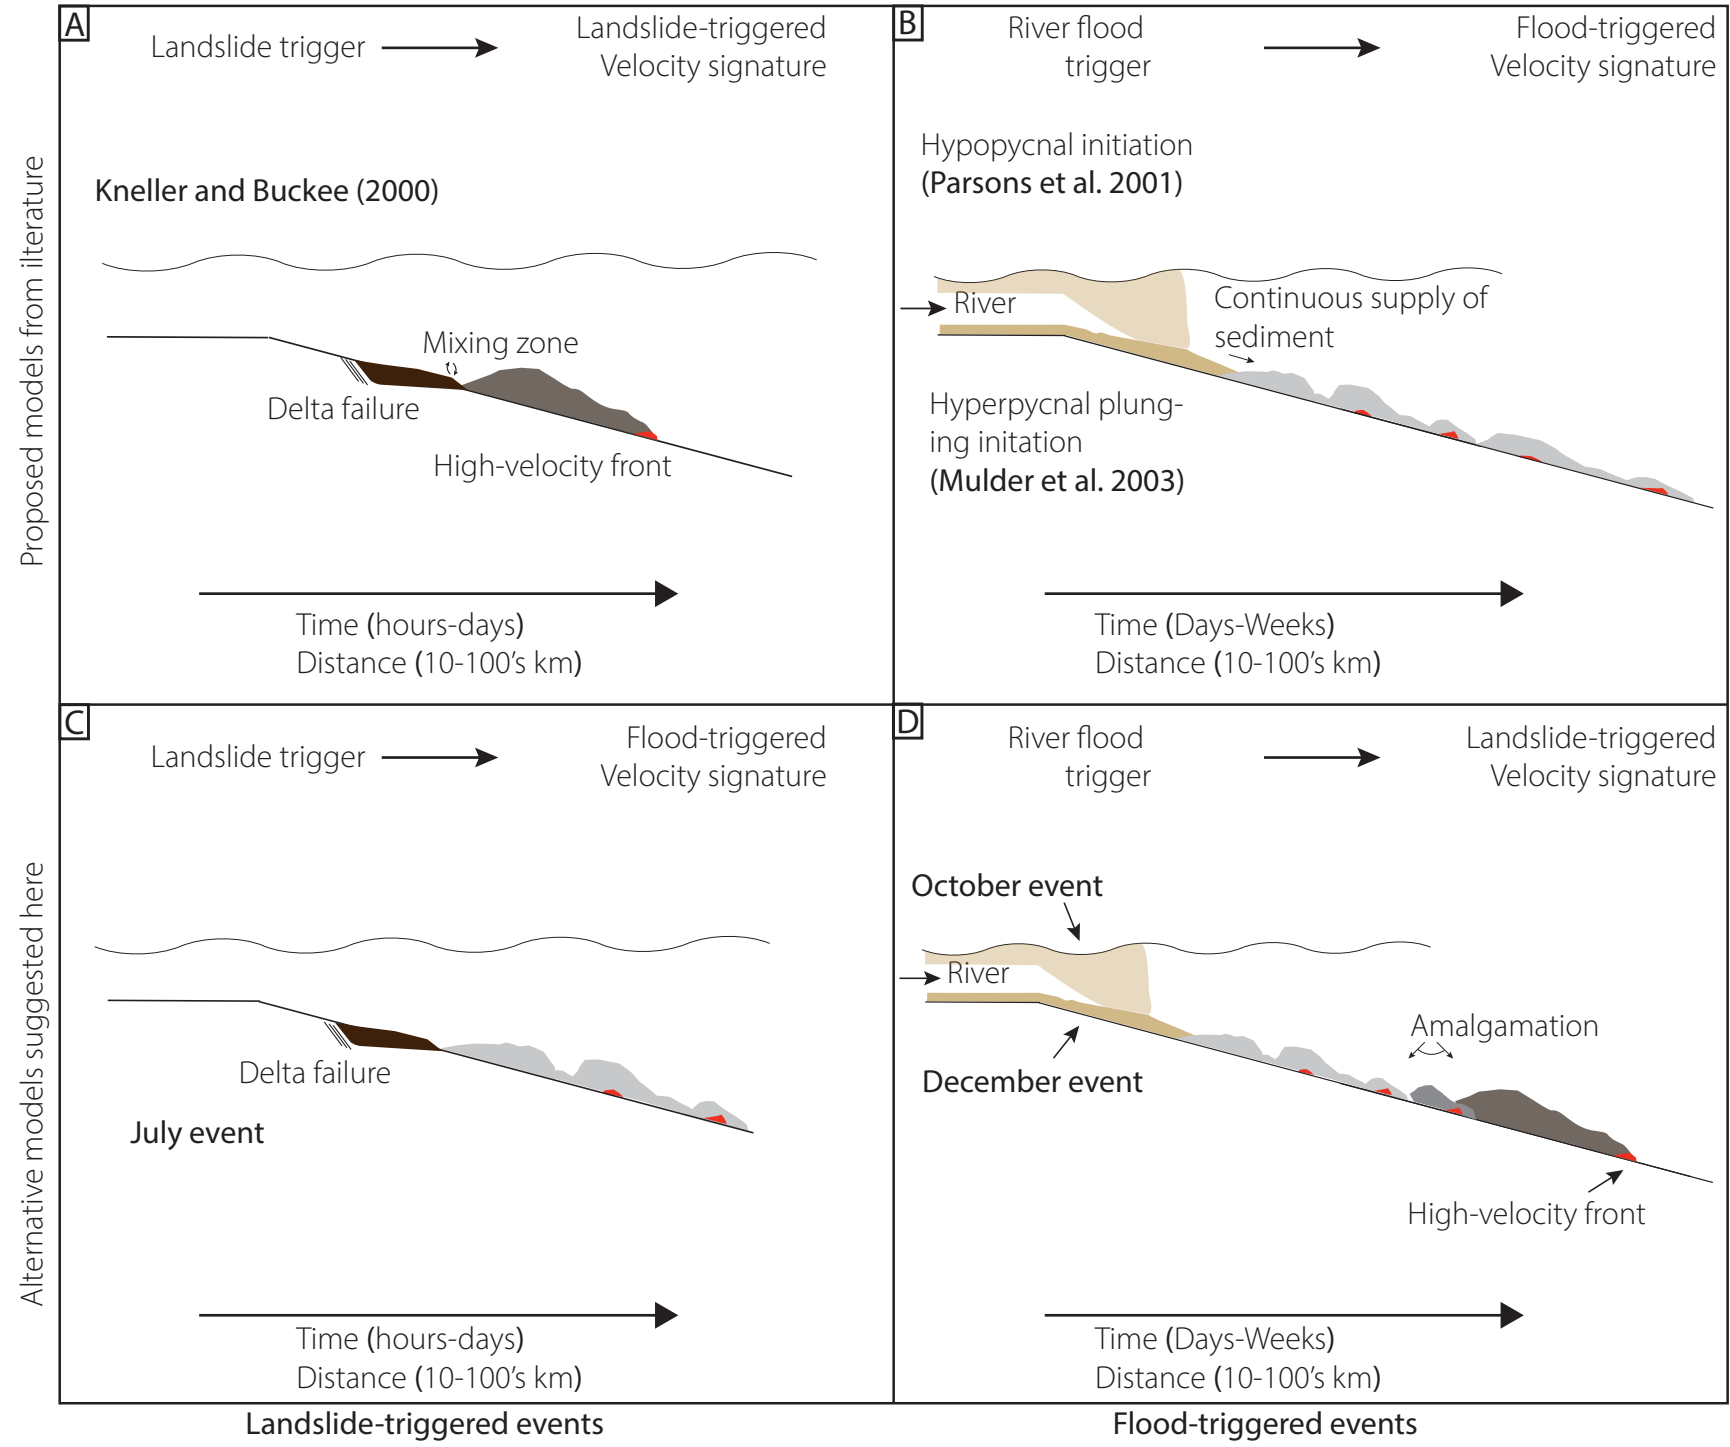 A
Landslide trigger
Landslide-triggered
Velocity signature
Kneller and Buckee (2000)
Mixing zone
Delta failure
High-velocity front
Time (hours-days)
Distance (10-100's km)
B
River flood
trigger
Flood-triggered
Velocity signature
Hypopycnal initiation
(Parsons et al. 2001)
River
Continuous supply of
sediment
Hyperpycnal plung-
ing initation
(Mulder et al. 2003)
Time (Days-Weeks)
Distance (10-100's km)
Proposed models from ilterature
C
Landslide trigger
Flood-triggered
Velocity signature
Delta failure
July event
Time (hours-days)
Distance (10-100's km)
D
River flood
trigger
Landslide-triggered
Velocity signature
October event
River
Amalgamation
December event
High-velocity front
Time (Days-Weeks)
Distance (10-100's km)
Alternative models suggested here
Landslide-triggered events
Flood-triggered events